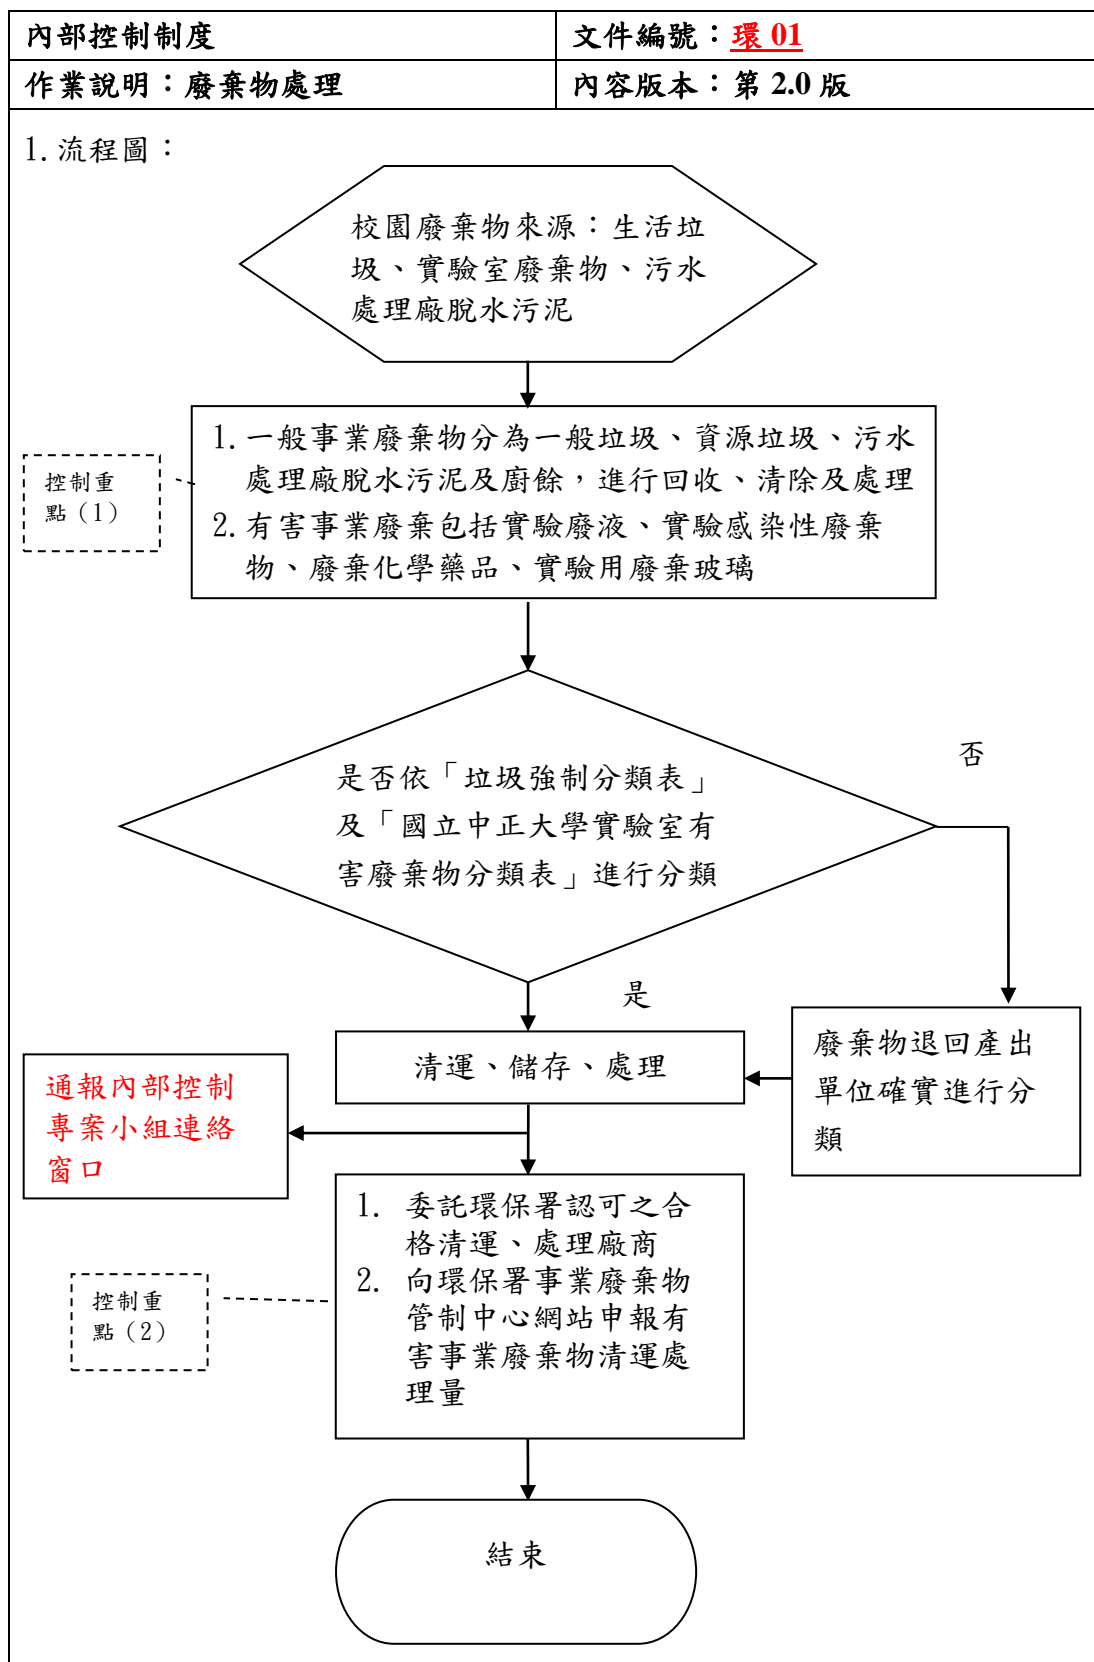 內部控制制度
文件編號：環 01
作業說明：廢棄物處理
內容版本：第 2.0 版
1.流程圖：
校園廢棄物來源：生活垃
圾、實驗室廢棄物、污水
處理廠脫水污泥
控制重
點（1）
1.一般事業廢棄物分為一般垃圾、資源垃圾、污水
處理廠脫水污泥及廚餘，進行回收、清除及處理
2.有害事業廢棄包括實驗廢液、實驗感染性廢棄
物、廢棄化學藥品、實驗用廢棄玻璃
是否依「垃圾強制分類表」
及「國立中正大學實驗室有
害廢棄物分類表」進行分類
否
是
清運、儲存、處理
廢棄物退回產出
單位確實進行分
類
通報內部控制
專案小組連絡
窗口
控制重
點（2）
1. 委託環保署認可之合
格清運、處理廠商
2. 向環保署事業廢棄物
管制中心網站申報有
害事業廢棄物清運處
理量
結束